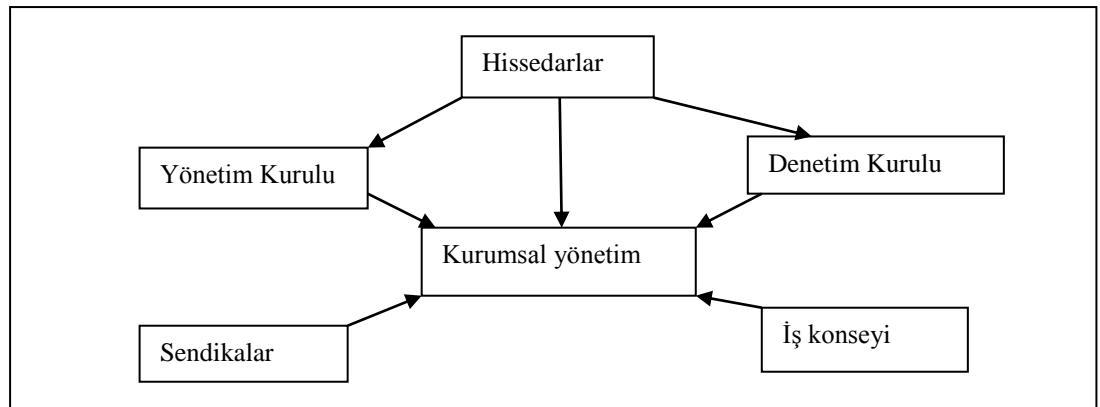 Hissedarlar
Yönetim Kurulu
Denetim Kurulu
Kurumsal yönetim
Sendikalar
İş konseyi